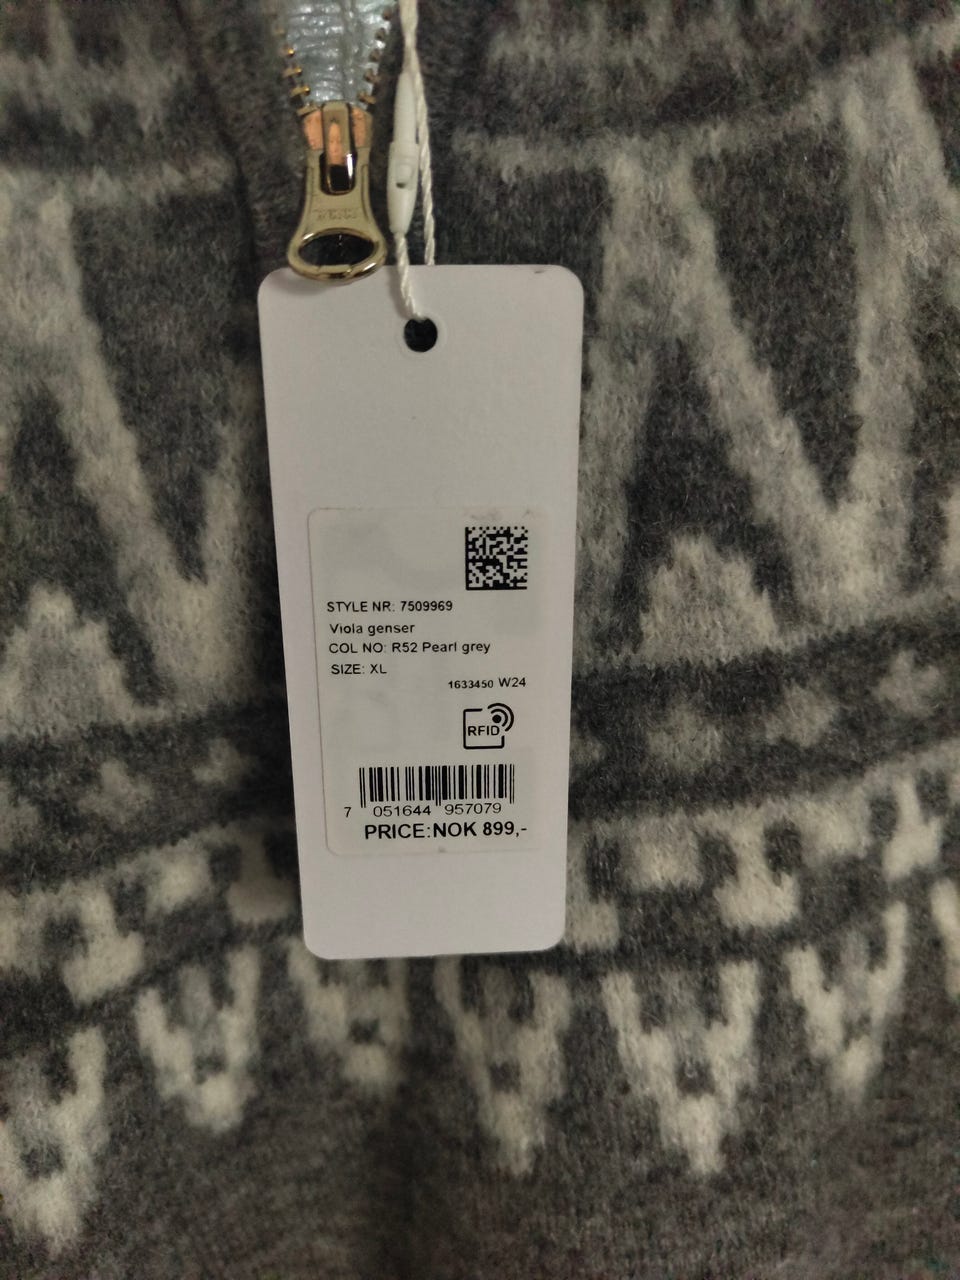 STYLE NR: 7509969
Viola genser
COL NO: R52 Pearl grey
SIZE: XL
1633450 W24
RFID
7 051644 957079
PRICE:NOK 899,-